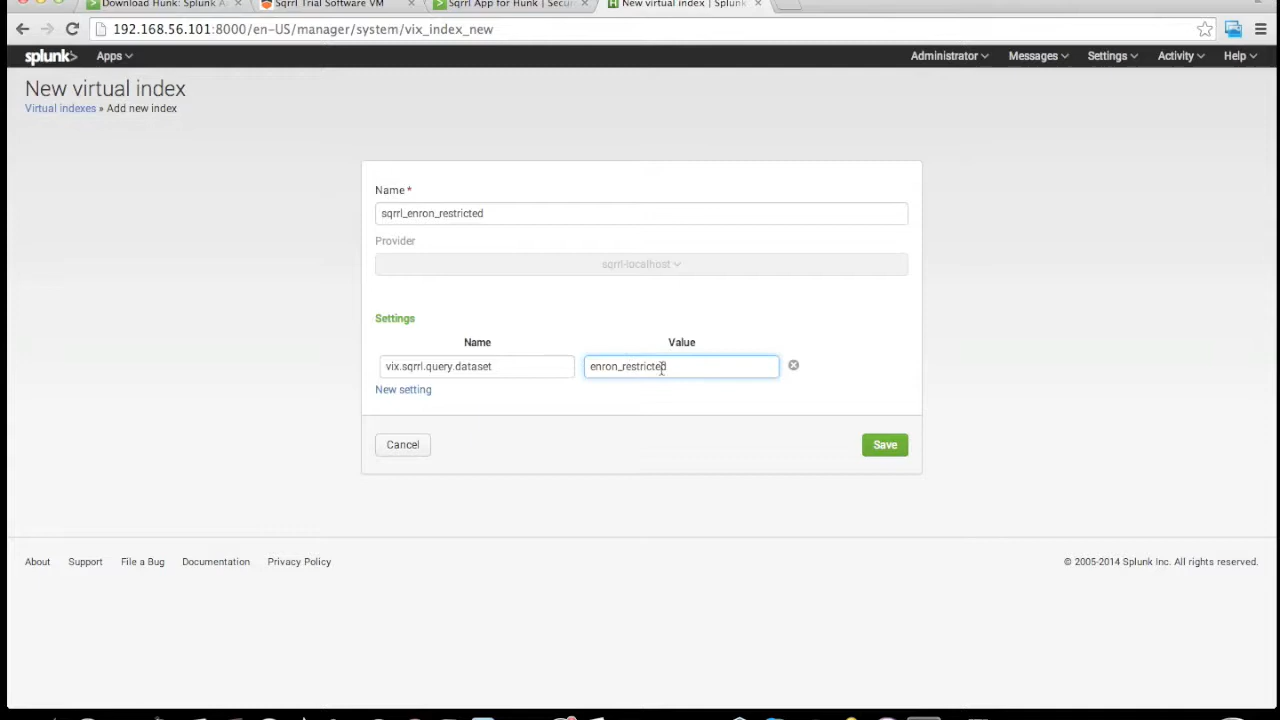 Download Hunk: Splunk A
Sqrrl Trial Software VM
Sqrrl App for Hunk | Secu
New virtual index | Splunk
192.168.56.101:8000/en-US/manager/system/vix_index_new
splunk> Apps Administrator Messages Settings Activity Help
New virtual index
Virtual indexes » Add new index
Name *
sqrrl_enron_restricted
Provider
sqrrl-localhost
Settings
Name Value
vix.sqrrl.query.dataset enron_restricted
New setting
Cancel Save
About Support File a Bug Documentation Privacy Policy © 2005-2014 Splunk Inc. All rights reserved.